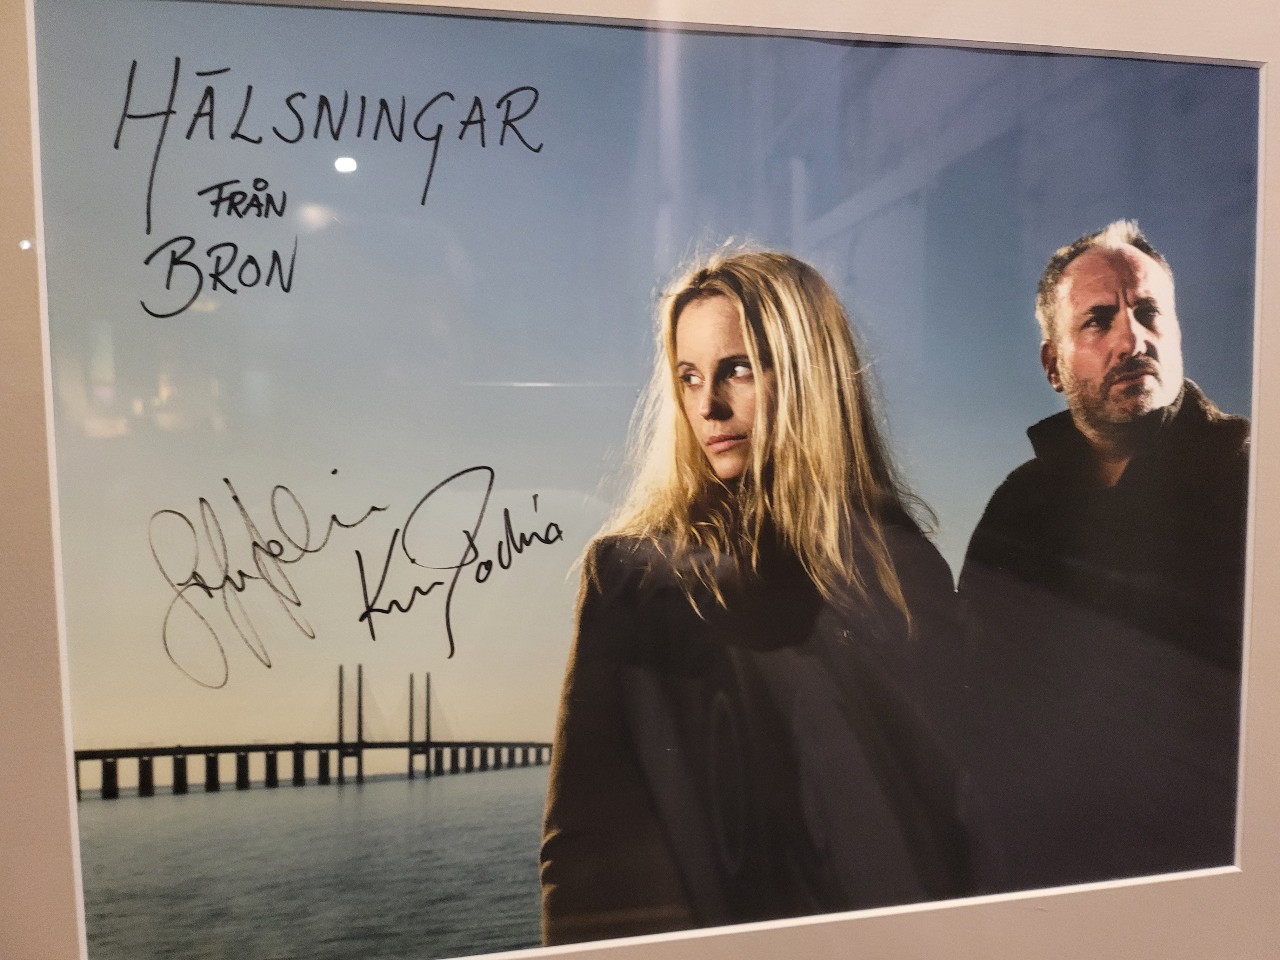 HÄLSNINGAR
FRÅN
BRON
Kim Bodnia